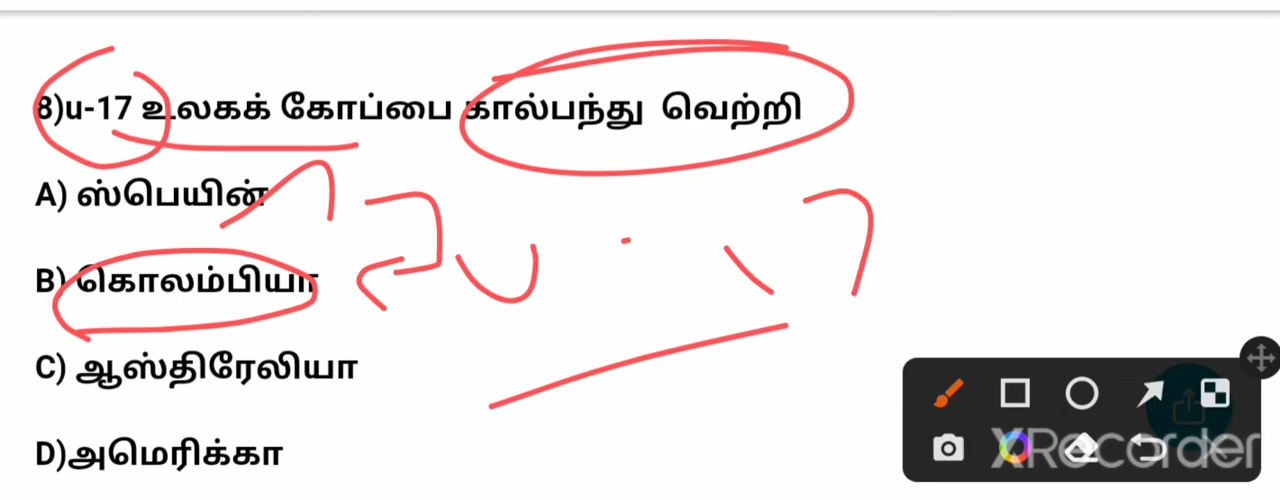 8)u-17 உலகக் கோப்பை கால்பந்து வெற்றி
A) ஸ்பெயின்
B) கொலம்பியா
C) ஆஸ்திரேலியா
D)அமெரிக்கா
XRecorder